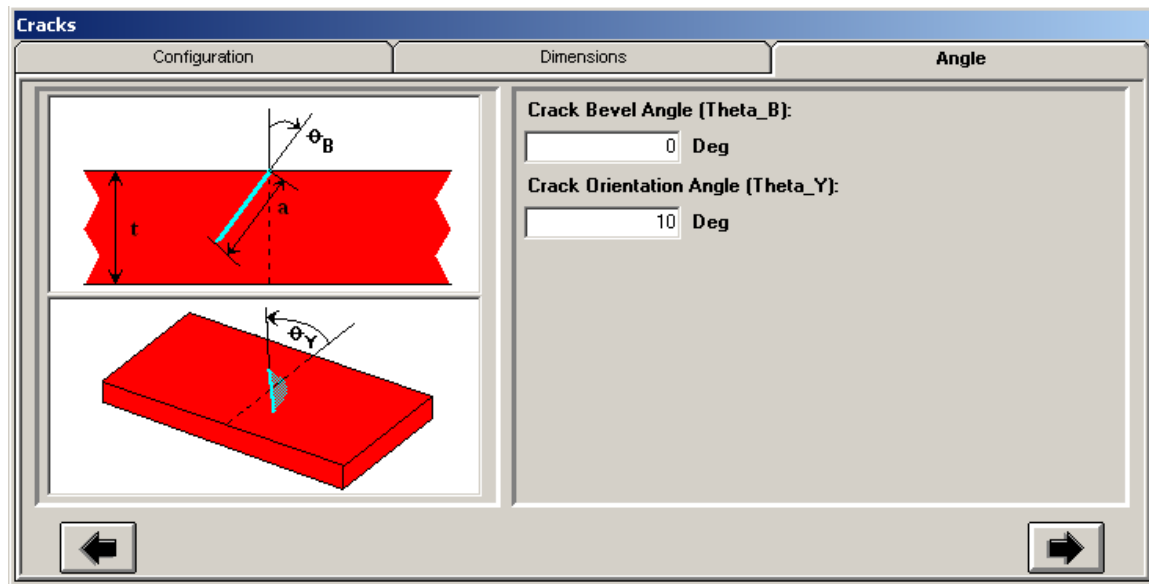 Cracks
Configuration
Dimensions
Angle
θB
a
t
θY
Crack Bevel Angle (Theta_B):
0 Deg
Crack Orientation Angle (Theta_Y):
10 Deg